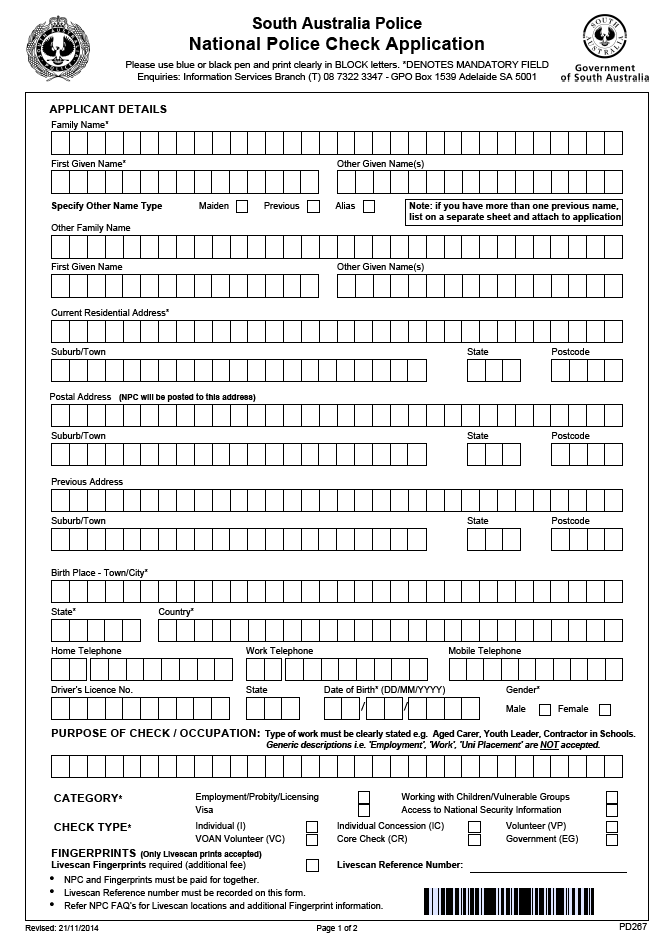 South Australia Police
National Police Check Application
Please use blue or black pen and print clearly in BLOCK letters. *DENOTES MANDATORY FIELD
Enquiries: Information Services Branch (T) 08 7322 3347 - GPO Box 1539 Adelaide SA 5001
SOUTH AUSTRALIA
Government
of South Australia
APPLICANT DETAILS
Family Name*
First Given Name* Other Given Name(s)
Specify Other Name Type Maiden Previous Alias
Note: if you have more than one previous name,
list on a separate sheet and attach to application
Other Family Name
First Given Name Other Given Name(s)
Current Residential Address*
Suburb/Town State Postcode
Postal Address (NPC will be posted to this address)
Suburb/Town State Postcode
Previous Address
Suburb/Town State Postcode
Birth Place - Town/City*
State* Country*
Home Telephone Work Telephone Mobile Telephone
Driver's Licence No. State Date of Birth* (DD/MM/YYYY) Gender*
/ / Male Female
PURPOSE OF CHECK / OCCUPATION: Type of work must be clearly stated e.g. Aged Carer, Youth Leader, Contractor in Schools.
Generic descriptions i.e. 'Employment', 'Work', 'Uni Placement' are NOT accepted.
CATEGORY* Employment/Probity/Licensing Working with Children/Vulnerable Groups
Visa Access to National Security Information
CHECK TYPE* Individual (I) Individual Concession (IC) Volunteer (VP)
VOAN Volunteer (VC) Core Check (CR) Government (EG)
FINGERPRINTS (Only Livescan prints accepted)
Livescan Fingerprints required (additional fee) Livescan Reference Number:
• NPC and Fingerprints must be paid for together.
• Livescan Reference number must be recorded on this form.
• Refer NPC FAQ's for Livescan locations and additional Fingerprint information.
Revised: 21/11/2014 Page 1 of 2 PD267